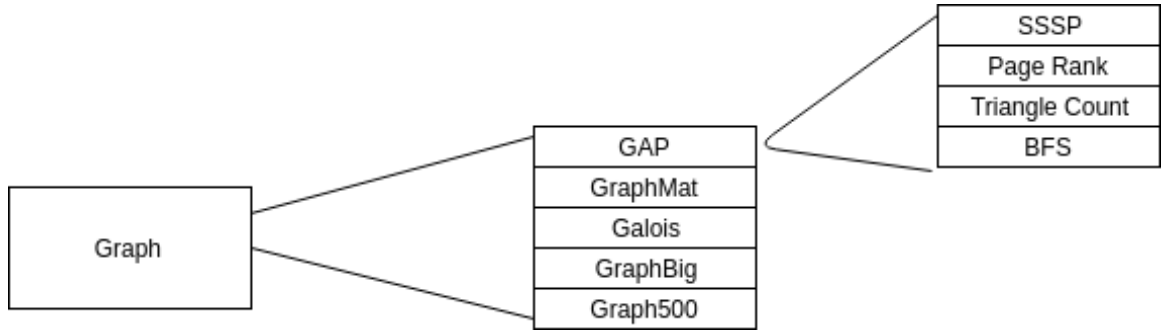 Graph
GAP
GraphMat
Galois
GraphBig
Graph500
SSSP
Page Rank
Triangle Count
BFS